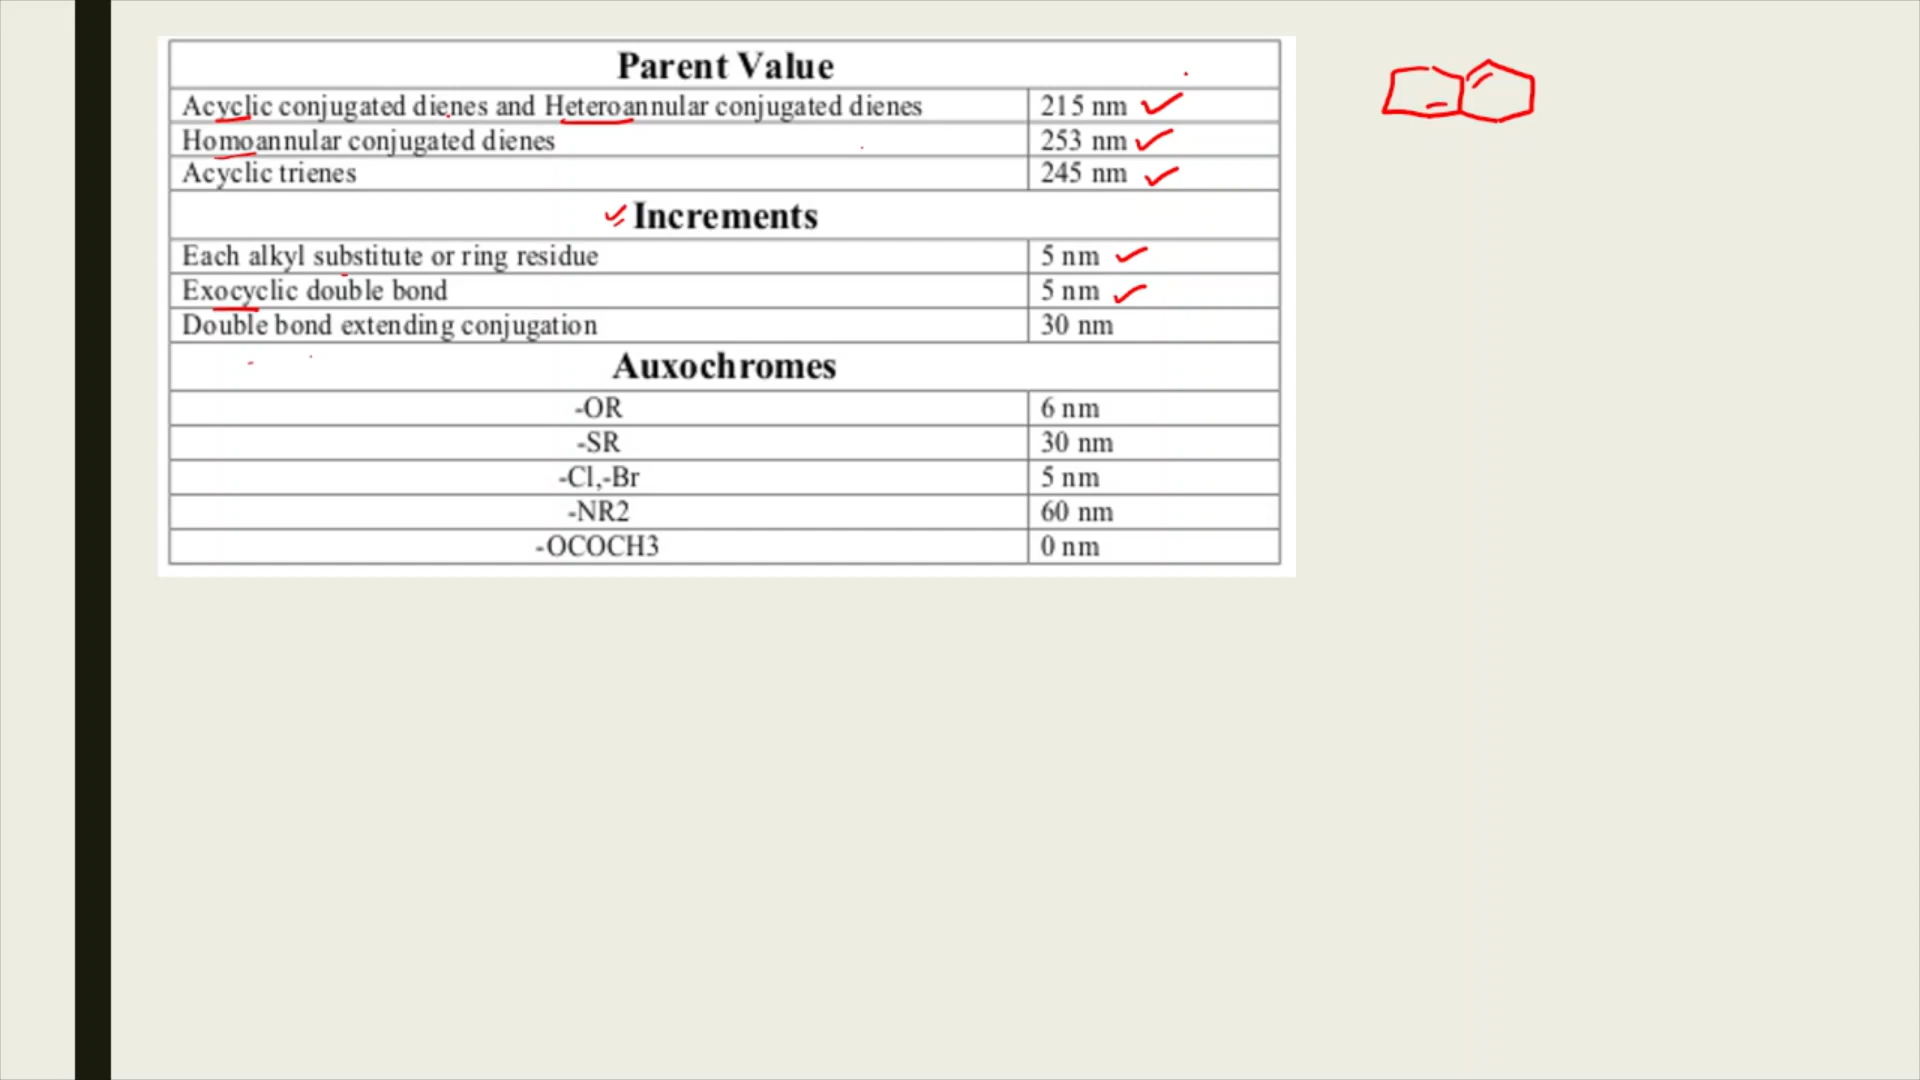 Parent Value
Acyclic conjugated dienes and Heteroannular conjugated dienes 215 nm
Homoannular conjugated dienes 253 nm
Acyclic trienes 245 nm
Increments
Each alkyl substitute or ring residue 5 nm
Exocyclic double bond 5 nm
Double bond extending conjugation 30 nm
Auxochromes
-OR 6 nm
-SR 30 nm
-Cl,-Br 5 nm
-NR2 60 nm
-OCOCH3 0 nm